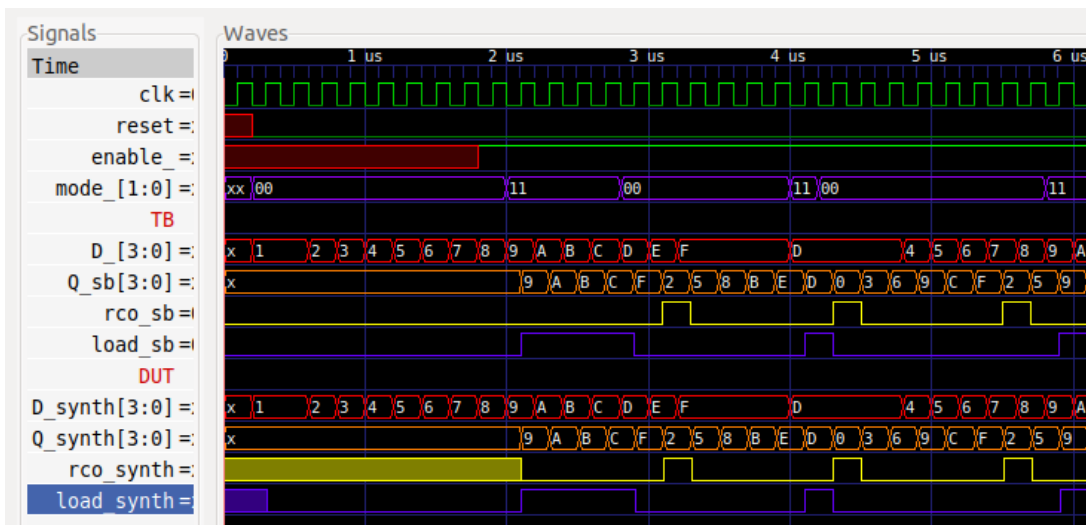 Signals
Waves
Time
0 1 us 2 us 3 us 4 us 5 us 6 us
clk =
reset =
enable_ =
mode_[1:0] = xx 00 11 00 11 00 11
TB
D_[3:0] = x 1 2 3 4 5 6 7 8 9 A B C D E F D 4 5 6 7 8 9 A
Q_sb[3:0] = x 9 A B C F 2 5 8 B E D 0 3 6 9 C F 2 5 9
rco_sb =
load_sb =
DUT
D_synth[3:0] = x 1 2 3 4 5 6 7 8 9 A B C D E F D 4 5 6 7 8 9 A
Q_synth[3:0] = x 9 A B C F 2 5 8 B E D 0 3 6 9 C F 2 5 9
rco_synth =
load_synth =